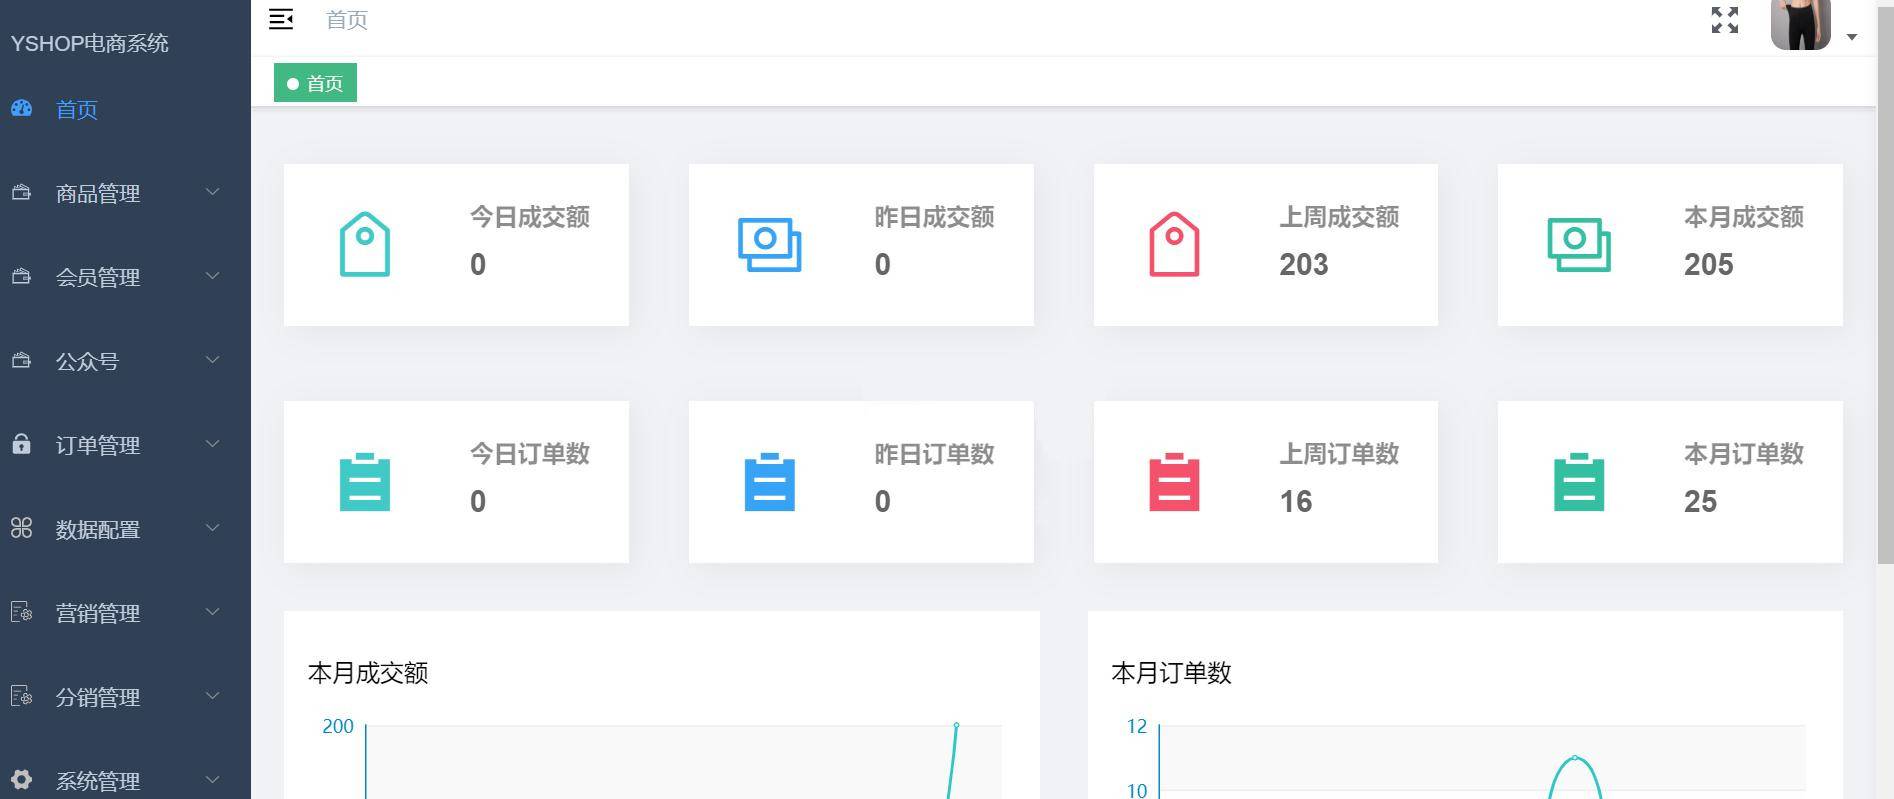 YSHOP电商系统
首页
商品管理
会员管理
公众号
订单管理
数据配置
营销管理
分销管理
系统管理
首页
首页
今日成交额
0
昨日成交额
0
上周成交额
203
本月成交额
205
今日订单数
0
昨日订单数
0
上周订单数
16
本月订单数
25
本月成交额
200
本月订单数
12
10